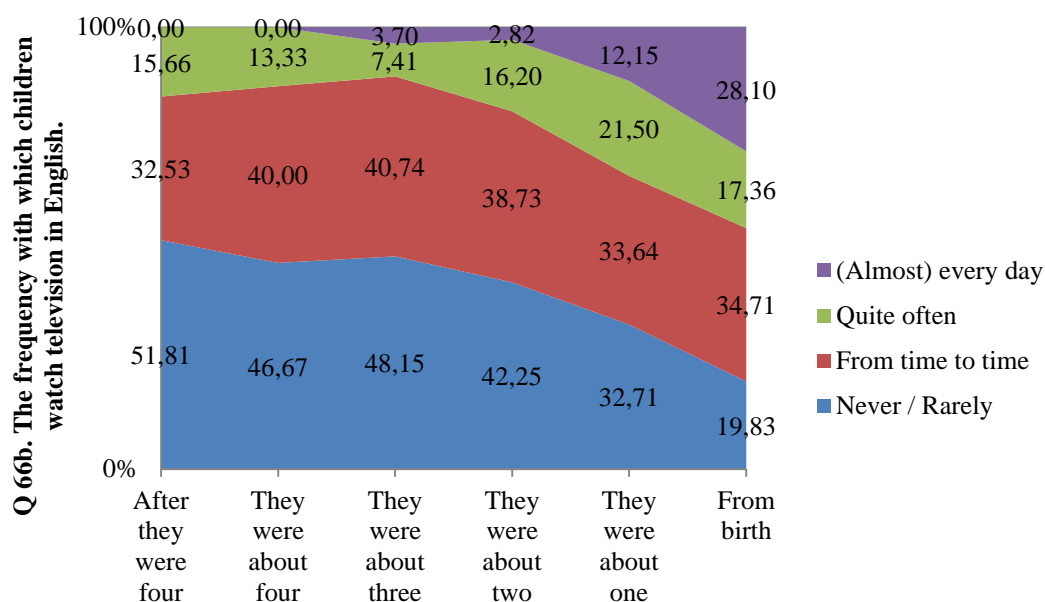 Q 66b. The frequency with which children
watch television in English.
100%
0,00
0,00
3,70
2,82
12,15
28,10
15,66
13,33
7,41
16,20
21,50
17,36
32,53
40,00
40,74
38,73
33,64
34,71
51,81
46,67
48,15
42,25
32,71
19,83
0%
After
they
were
four
They
were
about
four
They
were
about
three
They
were
about
two
They
were
about
one
From
birth
(Almost) every day
Quite often
From time to time
Never / Rarely